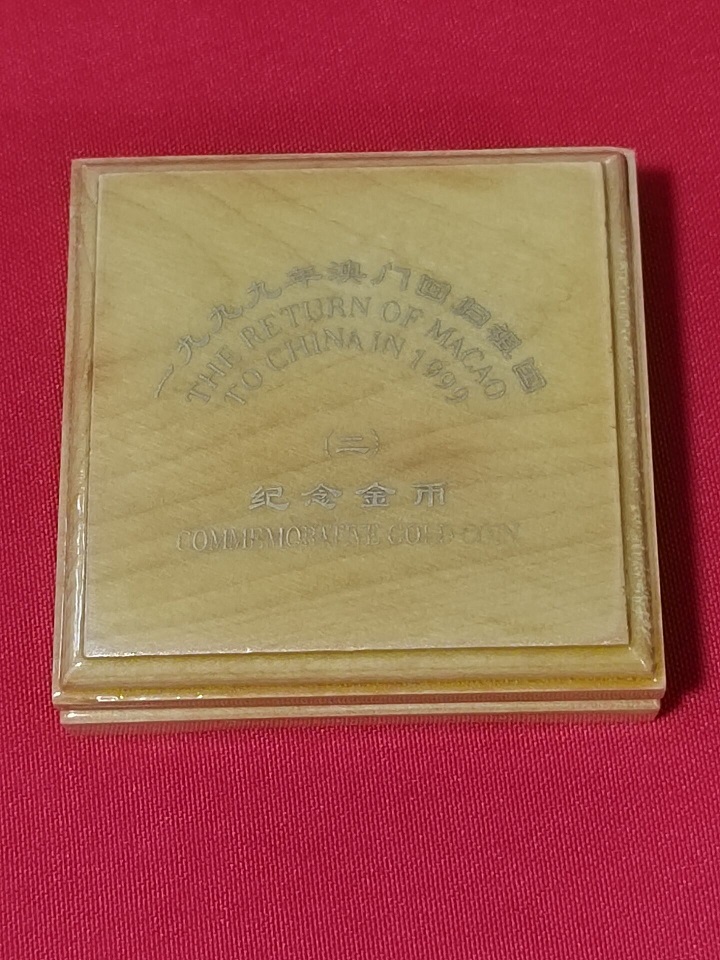 一九九九年澳门回归祖国
THE RETURN OF MACAO
TO CHINA IN 1999
(二)
纪念金币
COMMEMORATIVE GOLD COIN